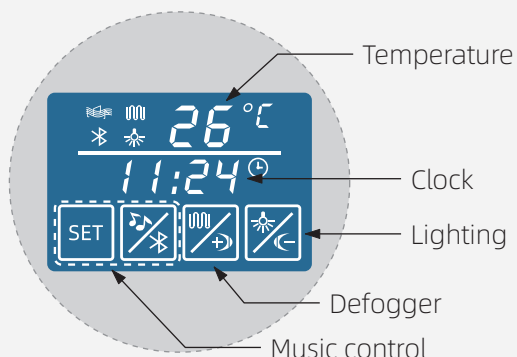 Temperature
26 °C
11:24
Clock
SET
Lighting
Defogger
Music control